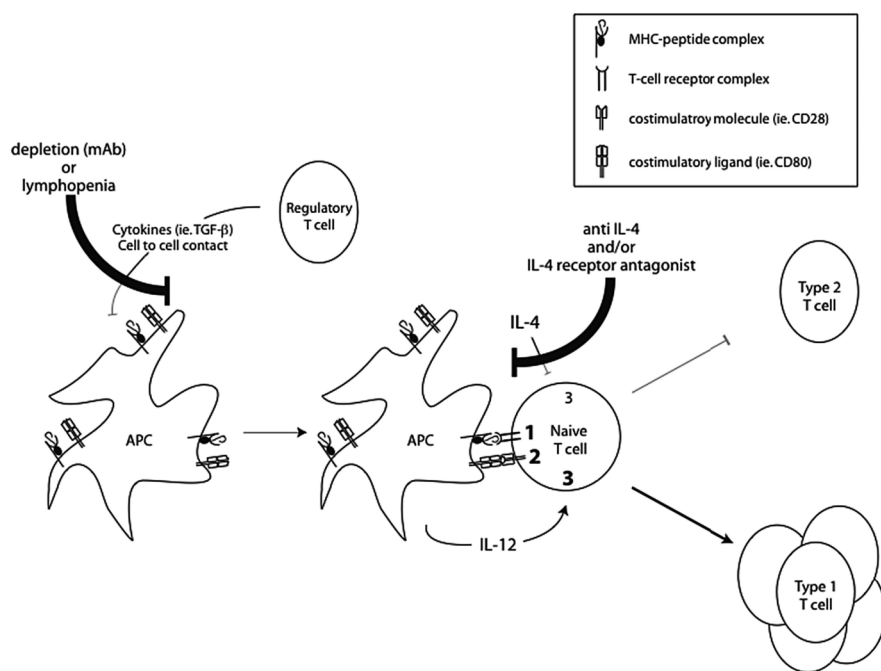 MHC-peptide complex
T-cell receptor complex
costimulatroy molecule (ie. CD28)
costimulatory ligand (ie. CD80)
depletion (mAb)
or
lymphopenia
Cytokines (ie. TGF-β)
Cell to cell contact
Regulatory
T cell
anti IL-4
and/or
IL-4 receptor antagonist
IL-4
Type 2
T cell
APC
APC
3
1
Naive
T cell
2
3
IL-12
Type 1
T cell